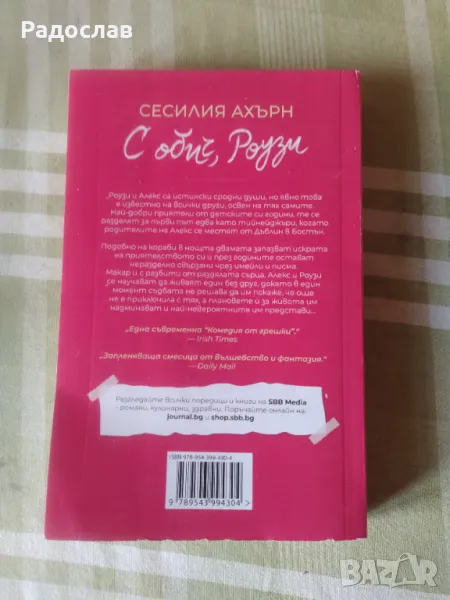 Радослав
СЕСИЛИЯ АХЪРН
С обич, Роузи
„Роузи и Алекс са истински сродни души, но явно това
е известно на всички други, освен на тях самите.
Най-добри приятели от детските си години, те се
разделят за първи път едва като тийнейджъри, когато
родителите на Алекс се местят от Дъблин в Бостън.
Подобно на кораби в нощта двамата запазват искрата
на приятелството си и през годините остават
неразделно свързани чрез имейли и писма.
Макар и с разбити от раздялата сърца, Алекс и Роузи
се научават да живеят един без друг, докато в един
момент съдбата не решава да им покаже, че още
не е приключила с тях, а плановете ѝ за живота им
надминават и най-невероятните им представи...
„Една съвременна “Комедия от грешки”.“
— Irish Times
„Запленяваща смесица от вълшебство и фантазия.“
— Daily Mail
Разгледайте всички поредици и книги на SBB Media
- романи, кулинарни, здравни. Поръчайте онлайн на
journal.bg и shop.sbb.bg
ISBN 978-954-399-430-4
9 789543 994304 >
BAZAR